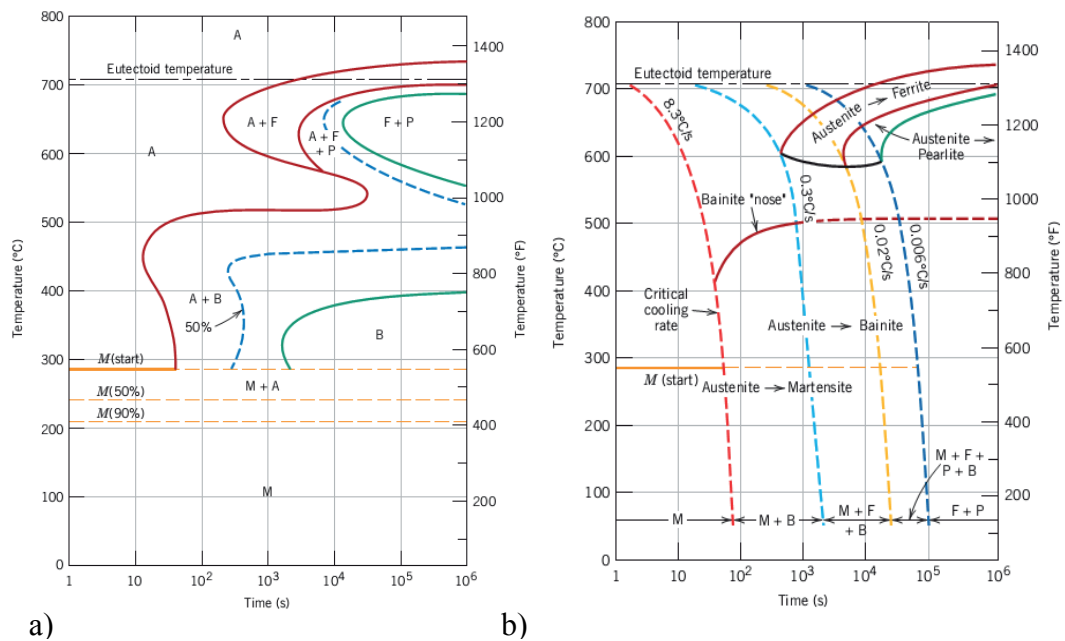 800
700
600
500
400
300
200
100
0
Temperature (°C)
A
Eutectoid temperature
A + F
A + F
+ P
F + P
A
A + B
50%
B
M(start)
M + A
M(50%)
M(90%)
M
1400
1200
1000
800
600
400
200
Temperature (°F)
1
10
10²
10³
10⁴
10⁵
10⁶
Time (s)
a)
800
700
600
500
400
300
200
100
0
Temperature (°C)
Eutectoid temperature
8.3°C/s
Austenite → Ferrite
Austenite →
Pearlite
0.3°C/s
Bainite "nose"
0.02°C/s
0.006°C/s
Critical
cooling
rate
Austenite → Bainite
M (start)
Austenite → Martensite
M + F +
P + B
M
M + B
M + F
+ B
F + P
1400
1200
1000
800
600
400
200
Temperature (°F)
1
10
10²
10³
10⁴
10⁵
10⁶
Time (s)
b)